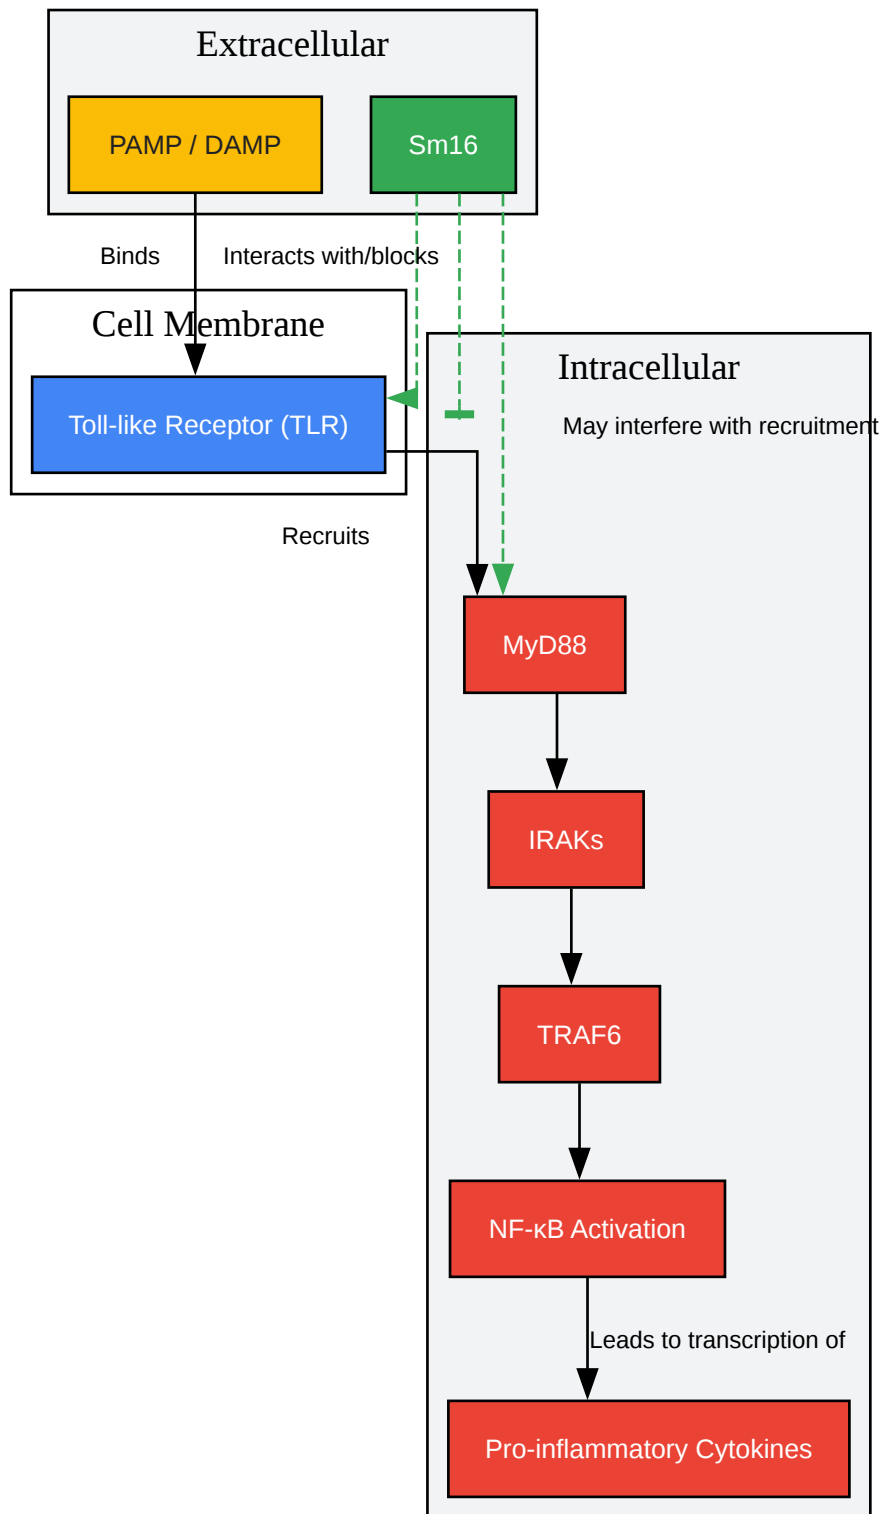 Extracellular
PAMP / DAMP
Sm16
Binds
Interacts with/blocks
Cell Membrane
Toll-like Receptor (TLR)
Intracellular
May interfere with recruitment
Recruits
MyD88
IRAKs
TRAF6
NF-κB Activation
Leads to transcription of
Pro-inflammatory Cytokines